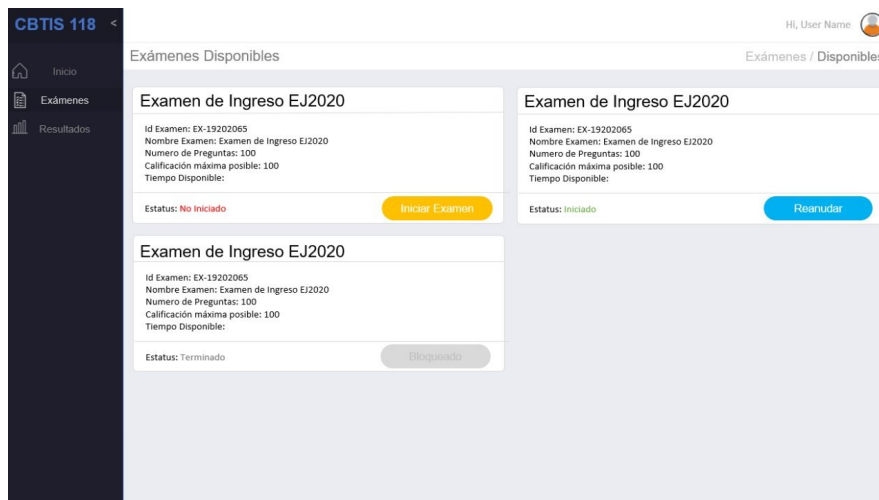 CBTIS 118 <
Hi, User Name
Exámenes Disponibles
Exámenes / Disponibles
Inicio
Exámenes
Resultados
Examen de Ingreso EJ2020
Id Examen: EX-19202065
Nombre Examen: Examen de Ingreso EJ2020
Numero de Preguntas: 100
Calificación máxima posible: 100
Tiempo Disponible:
Estatus: No Iniciado
Iniciar Examen
Examen de Ingreso EJ2020
Id Examen: EX-19202065
Nombre Examen: Examen de Ingreso EJ2020
Numero de Preguntas: 100
Calificación máxima posible: 100
Tiempo Disponible:
Estatus: Iniciado
Reanudar
Examen de Ingreso EJ2020
Id Examen: EX-19202065
Nombre Examen: Examen de Ingreso EJ2020
Numero de Preguntas: 100
Calificación máxima posible: 100
Tiempo Disponible:
Estatus: Terminado
Bloqueado